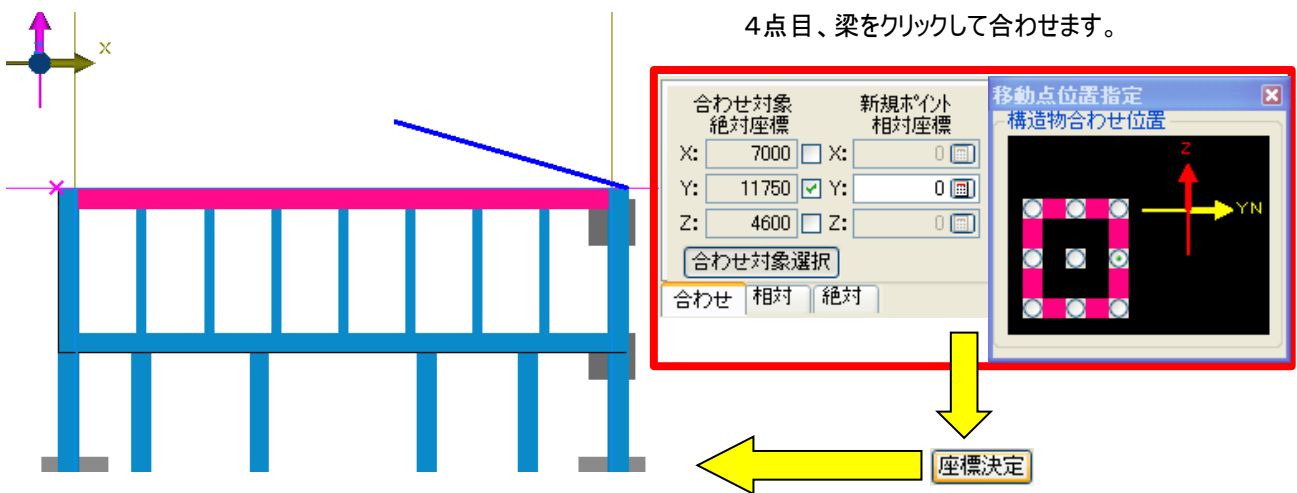 ４点目、梁をクリックして合わせます。
x
合わせ対象
絶対座標
新規ポイント
相対座標
X: 7000 X: 0
Y: 11750 Y: 0
Z: 4600 Z: 0
合わせ対象選択
合わせ 相対 絶対
移動点位置指定
構造物合わせ位置
Z
YN
座標決定